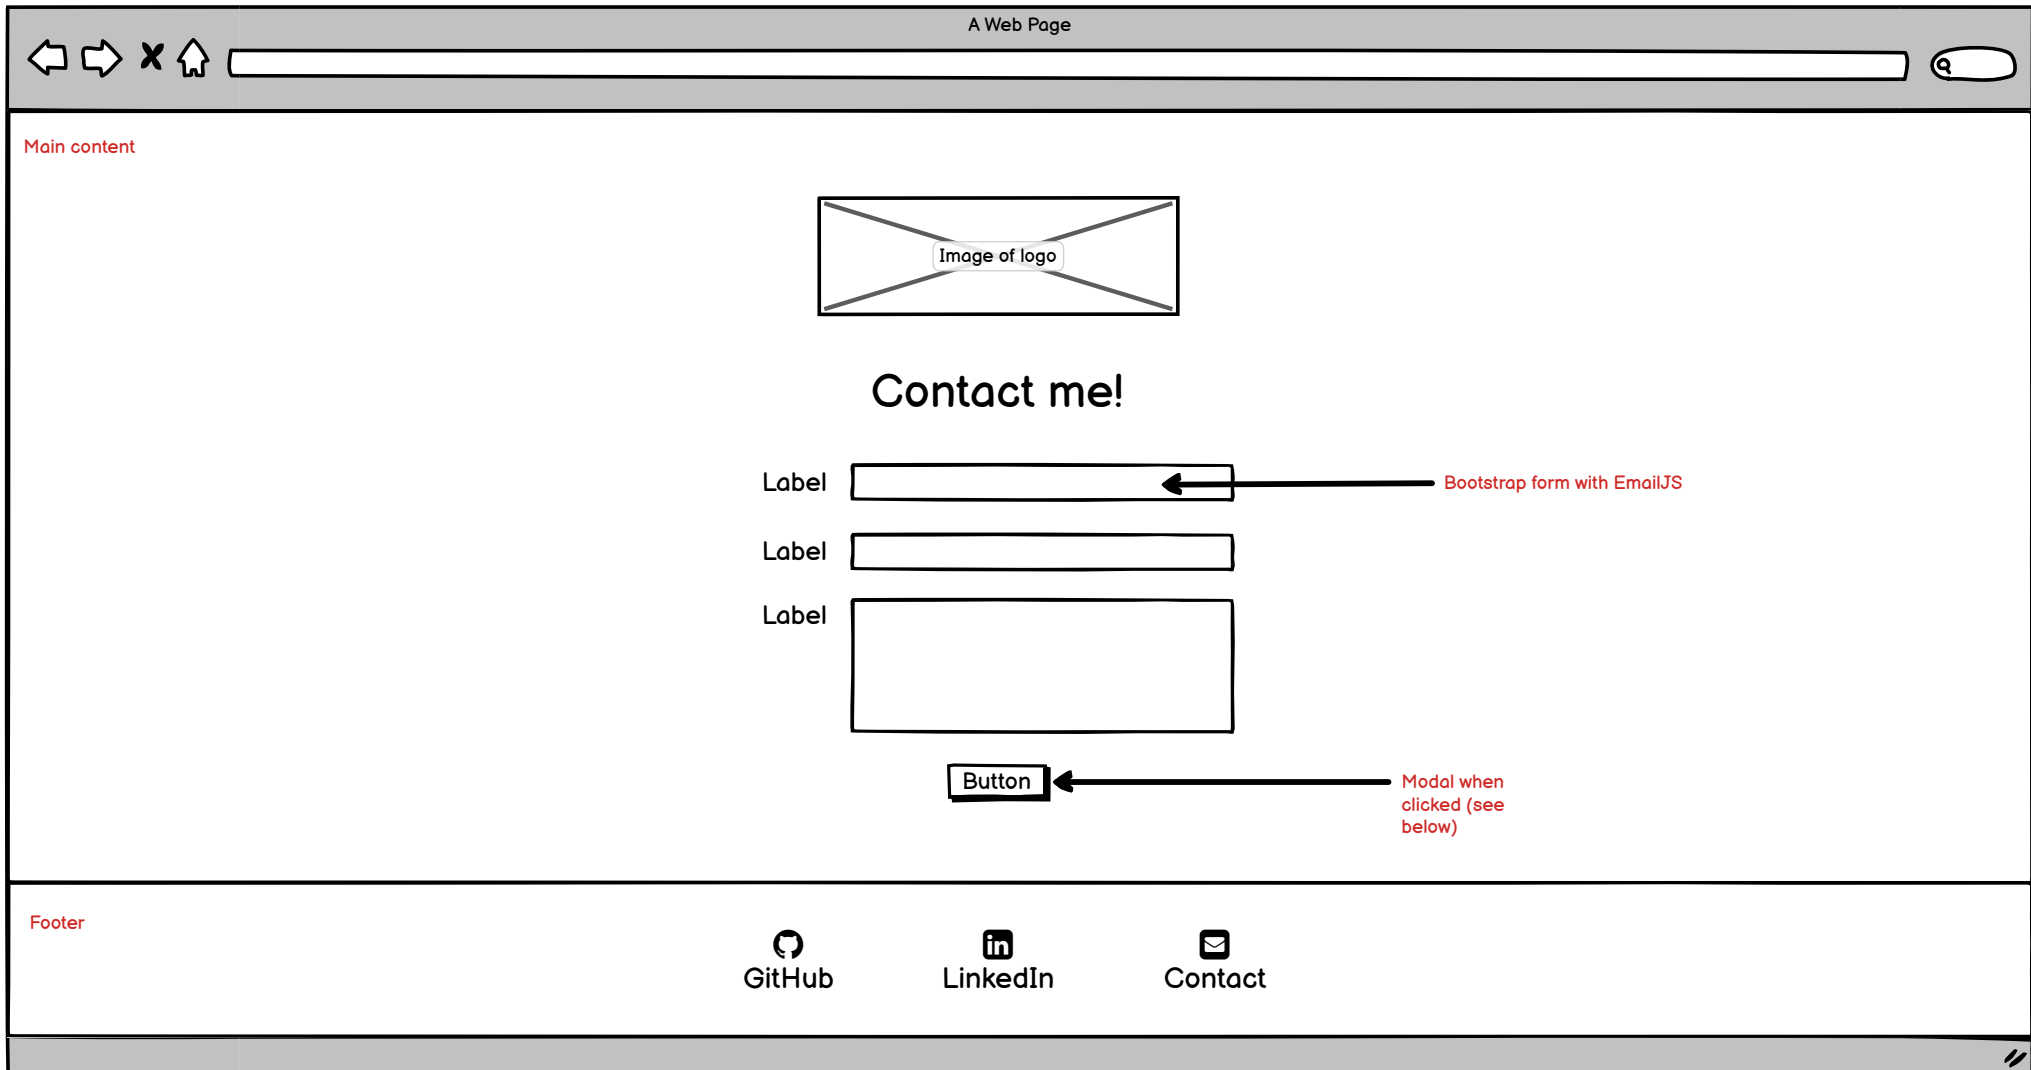 A Web Page
Main content
Image of logo
Contact me!
Label
Bootstrap form with EmailJS
Label
Label
Button
Modal when
clicked (see
below)
Footer
GitHub
LinkedIn
Contact